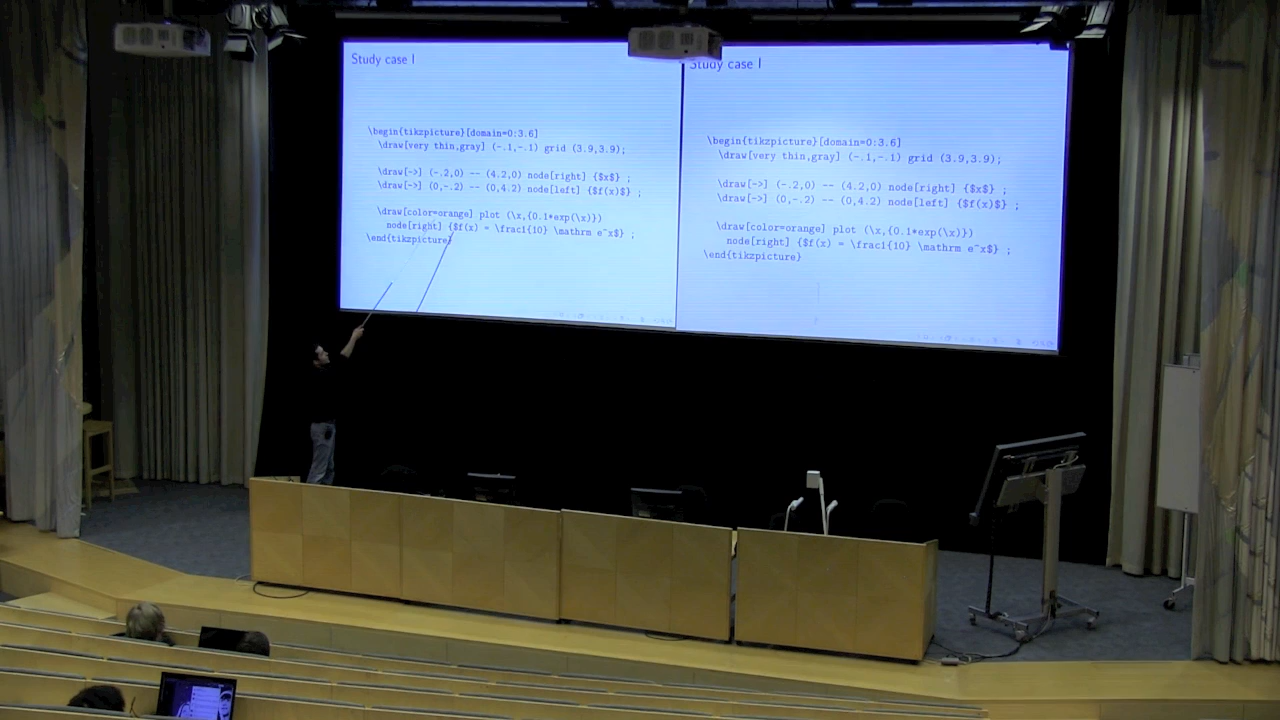 Study case I
\begin{tikzpicture}[domain=0:3.6]
\draw[very thin,gray] (-.1,-.1) grid (3.9,3.9);
\draw[->] (-.2,0) -- (4.2,0) node[right] {$x$} ;
\draw[->] (0,-.2) -- (0,4.2) node[left] {$f(x)$} ;
\draw[color=orange] plot (\x,{0.1*exp(\x)})
node[right] {$f(x) = \frac1{10} \mathrm e^x$} ;
\end{tikzpicture}
Study case I
\begin{tikzpicture}[domain=0:3.6]
\draw[very thin,gray] (-.1,-.1) grid (3.9,3.9);
\draw[->] (-.2,0) -- (4.2,0) node[right] {$x$} ;
\draw[->] (0,-.2) -- (0,4.2) node[left] {$f(x)$} ;
\draw[color=orange] plot (\x,{0.1*exp(\x)})
node[right] {$f(x) = \frac1{10} \mathrm e^x$} ;
\end{tikzpicture}